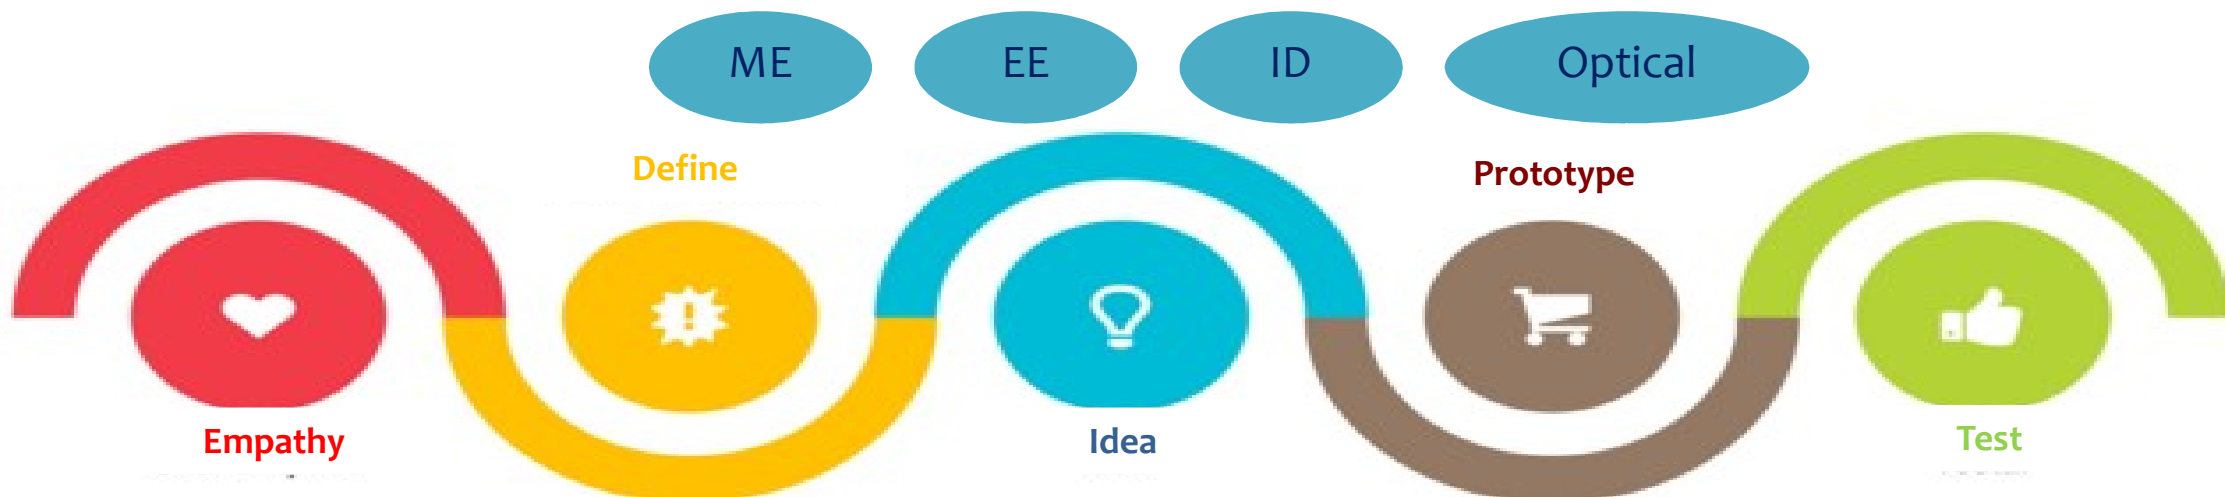 ME EE ID Optical
Define Prototype
Empathy Idea Test